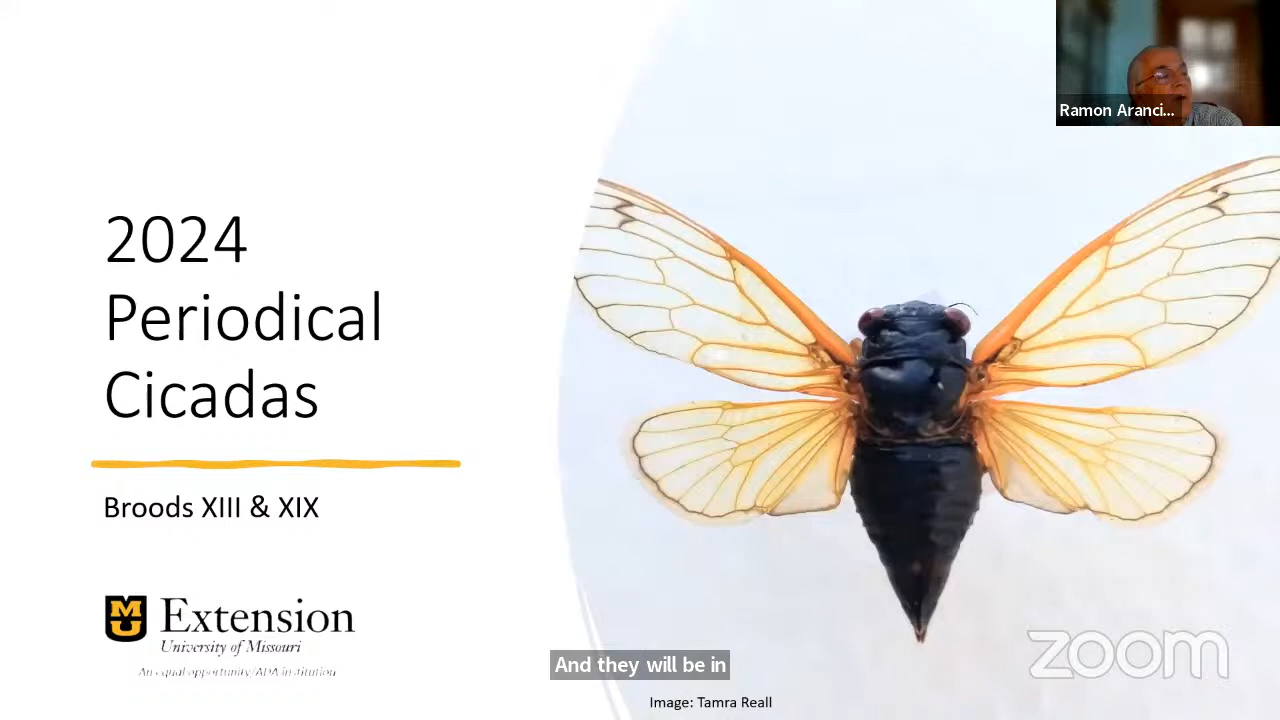 Ramon Aranci...
2024
Periodical
Cicadas
Broods XIII & XIX
MU
Extension
University of Missouri
An equal opportunity/ADA institution
And they will be in
zoom
Image: Tamra Reall